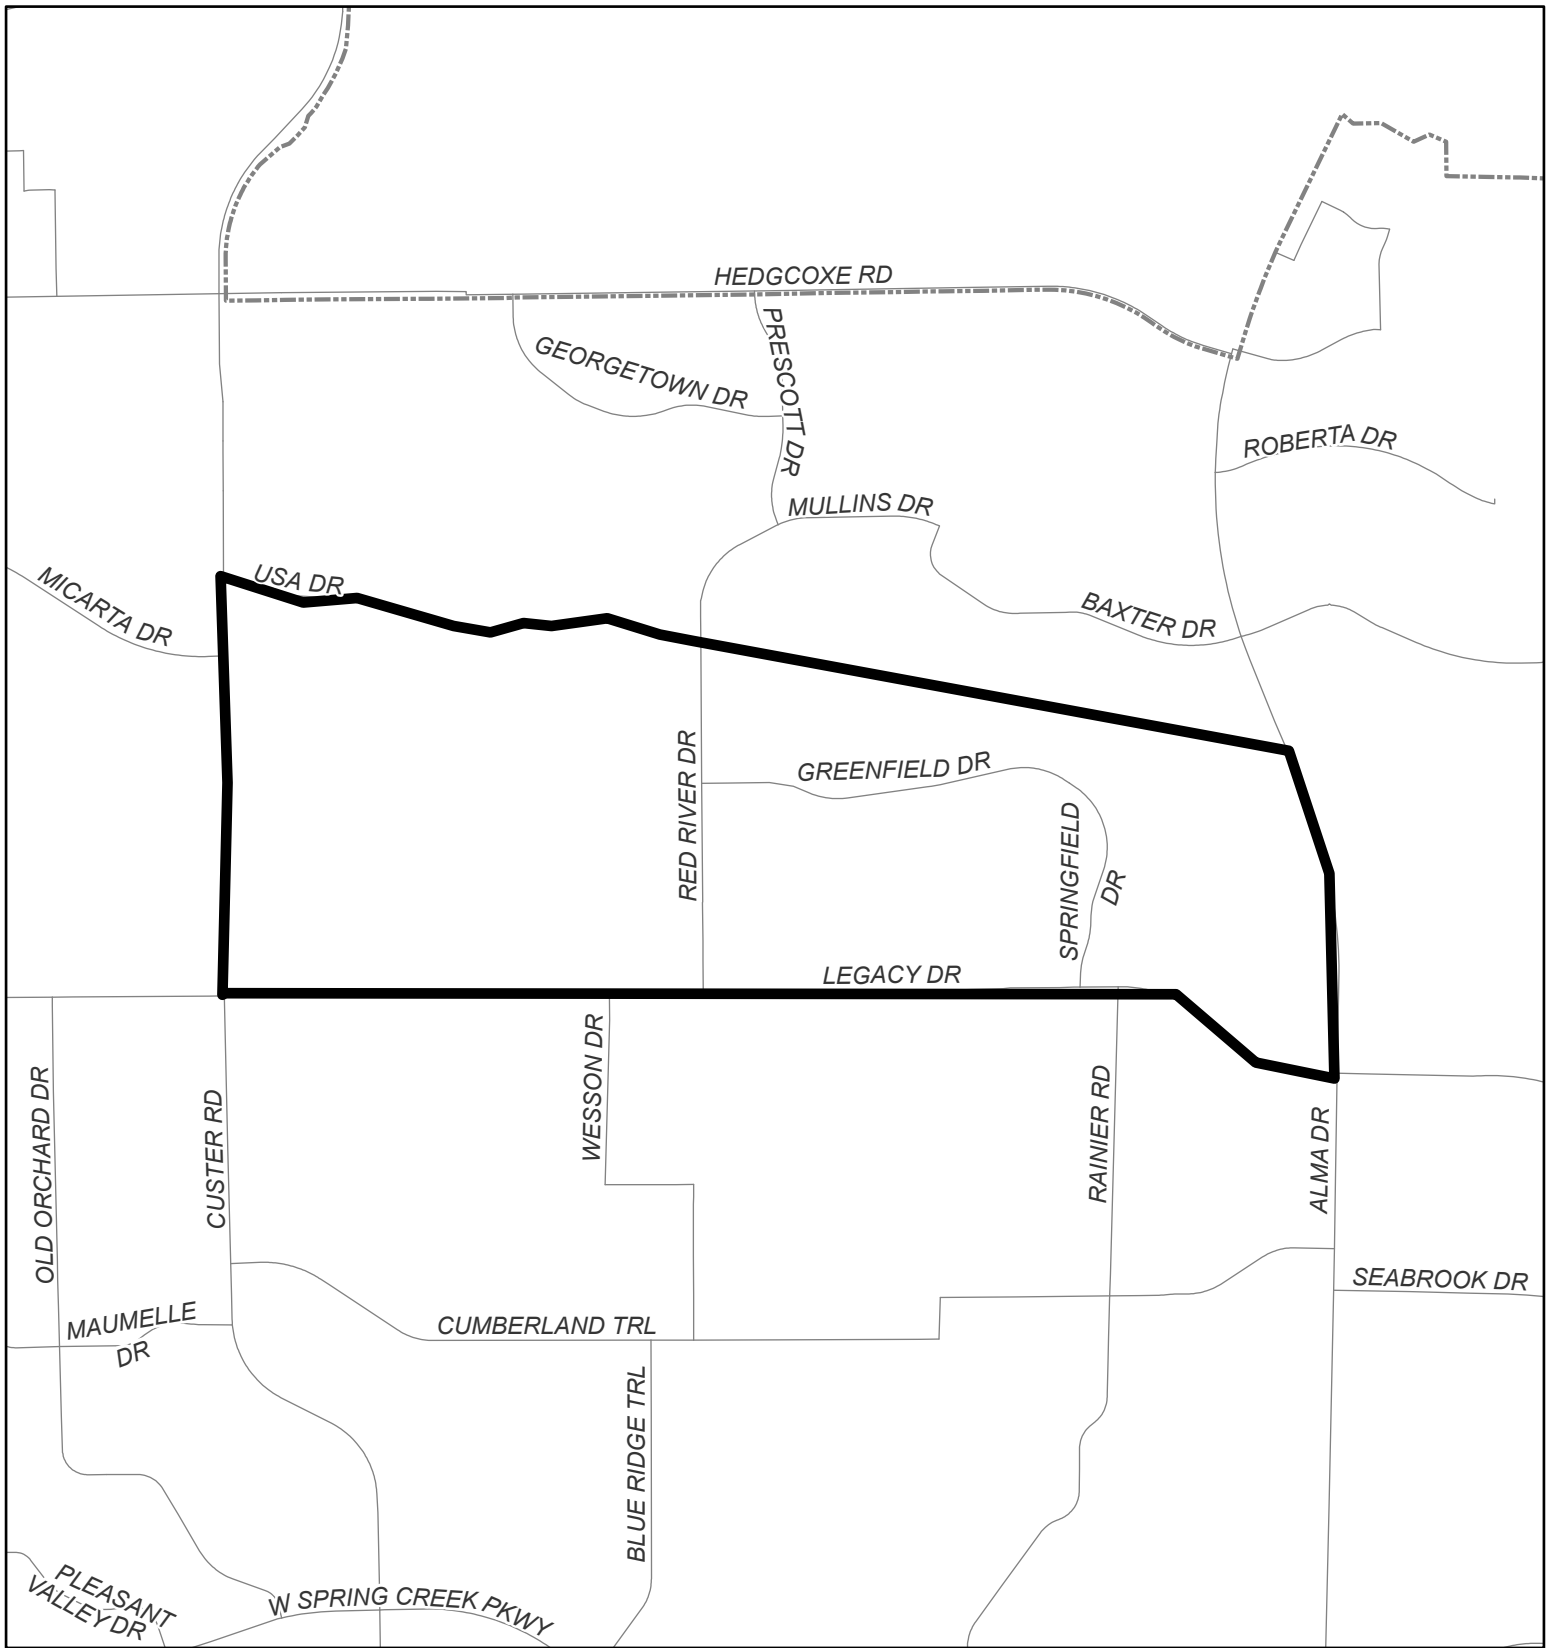 HEDGCOXE RD
PRESCOTT DR
GEORGETOWN DR
ROBERTA DR
MULLINS DR
USA DR
MICARTA DR
BAXTER DR
RED RIVER DR
GREENFIELD DR
SPRINGFIELD
DR
LEGACY DR
WESSON DR
OLD ORCHARD DR
CUSTER RD
RAINIER RD
ALMA DR
SEABROOK DR
MAUMELLE
DR
CUMBERLAND TRL
BLUE RIDGE TRL
PLEASANT
VALLEY DR
W SPRING CREEK PKWY